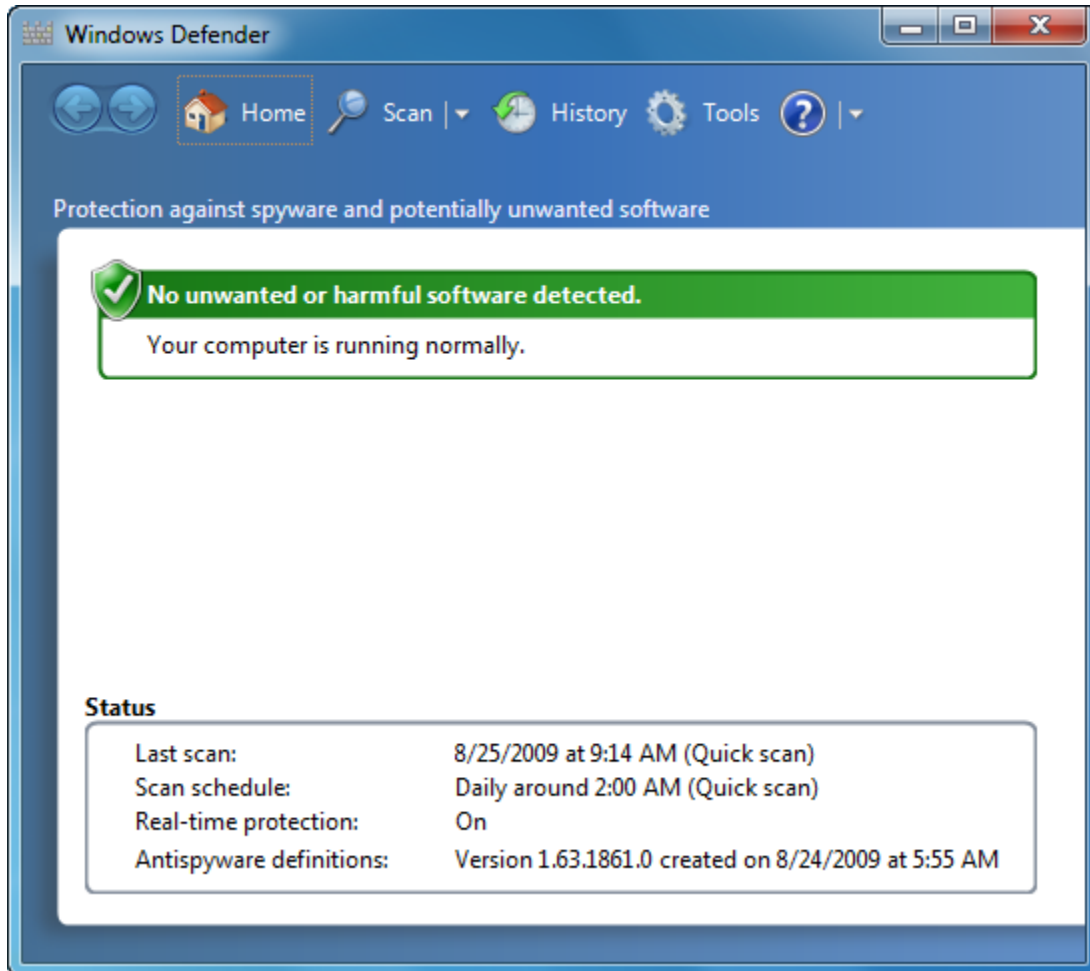 Windows Defender
Home Scan History Tools ?
Protection against spyware and potentially unwanted software
No unwanted or harmful software detected.
Your computer is running normally.
Status
Last scan: 8/25/2009 at 9:14 AM (Quick scan)
Scan schedule: Daily around 2:00 AM (Quick scan)
Real-time protection: On
Antispyware definitions: Version 1.63.1861.0 created on 8/24/2009 at 5:55 AM